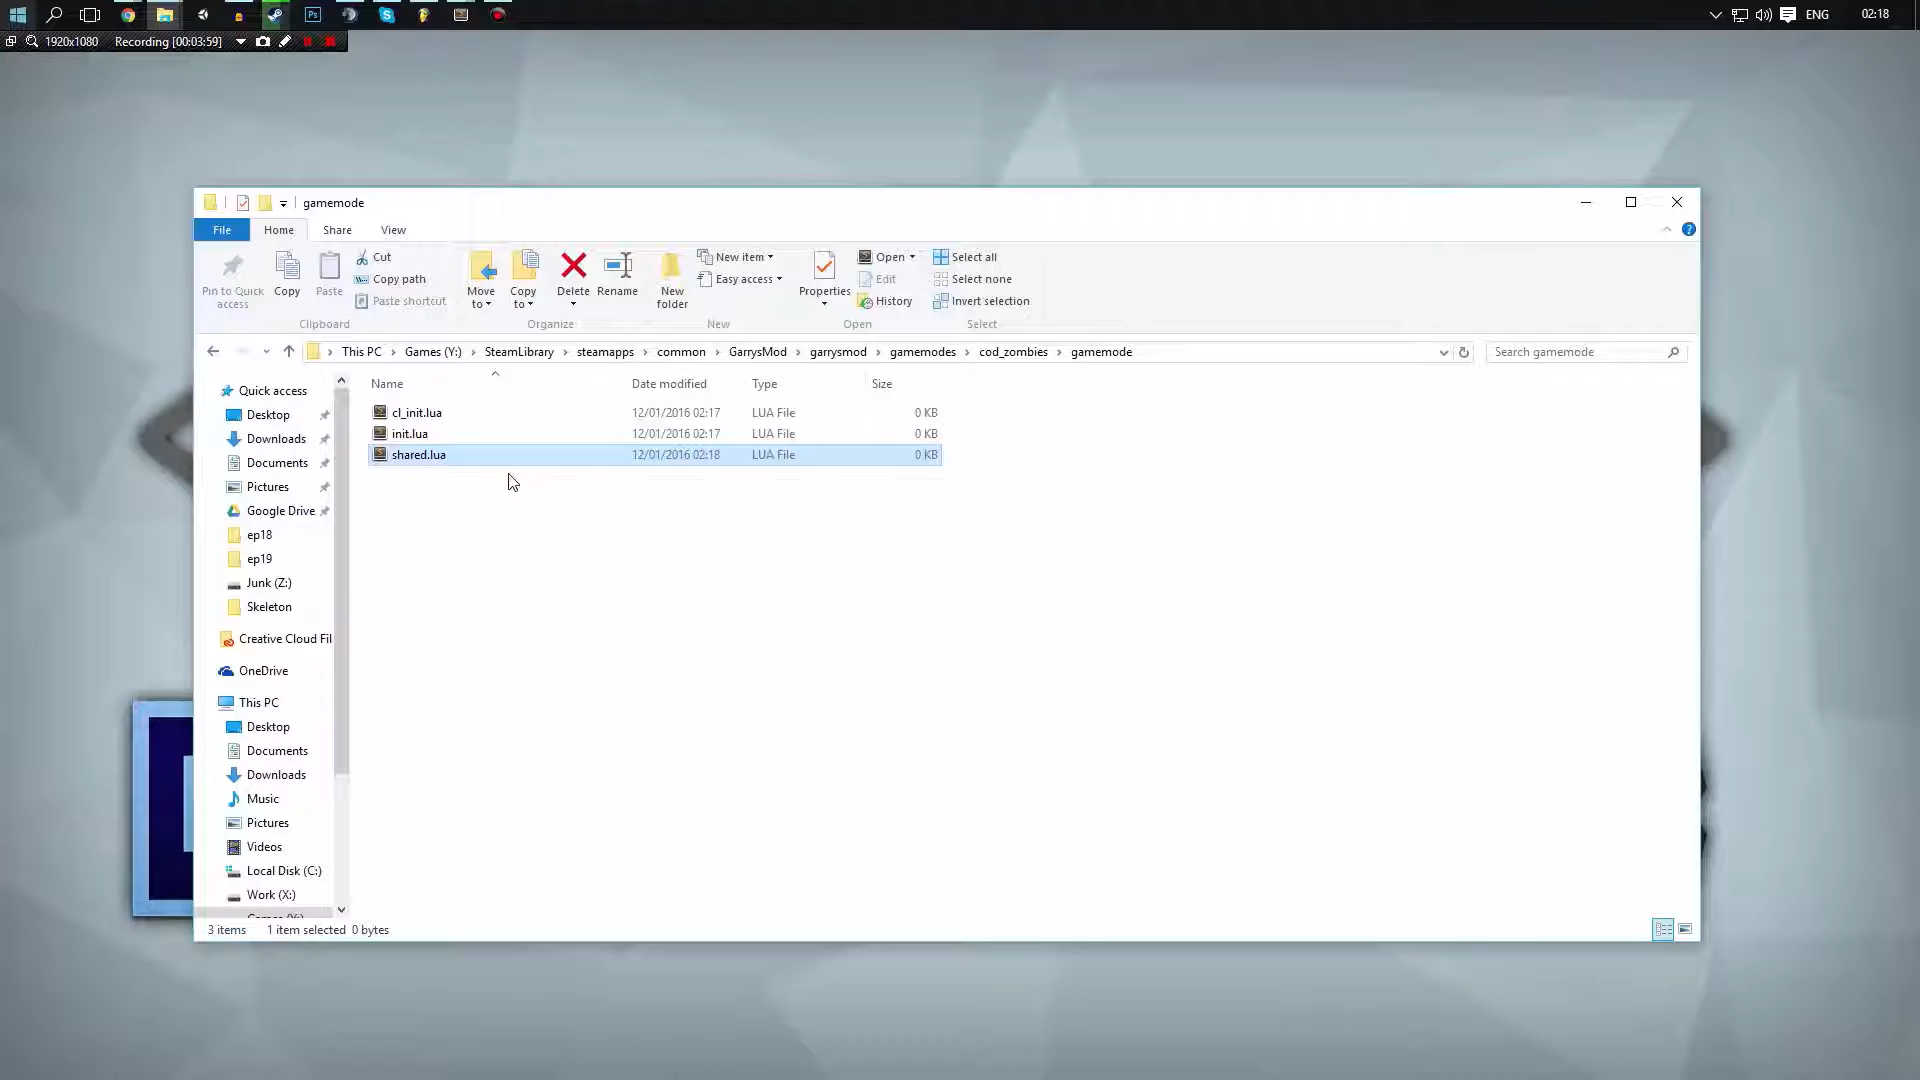 ENG 02:18
1920x1080 Recording [00:03:59]
gamemode
File Home Share View
Pin to Quick access
Copy
Paste
Cut
Copy path
Paste shortcut
Clipboard
Move to
Copy to
Delete
Rename
Organize
New folder
New item
Easy access
New
Properties
Open
Edit
History
Open
Select all
Select none
Invert selection
Select
This PC Games (Y:) SteamLibrary steamapps common GarrysMod garrysmod gamemodes cod_zombies gamemode
Search gamemode
Name Date modified Type Size
cl_init.lua 12/01/2016 02:17 LUA File 0 KB
init.lua 12/01/2016 02:17 LUA File 0 KB
shared.lua 12/01/2016 02:18 LUA File 0 KB
Quick access
Desktop
Downloads
Documents
Pictures
Google Drive
ep18
ep19
Junk (Z:)
Skeleton
Creative Cloud Fil
OneDrive
This PC
Desktop
Documents
Downloads
Music
Pictures
Videos
Local Disk (C:)
Work (X:)
Games (Y:)
3 items 1 item selected 0 bytes